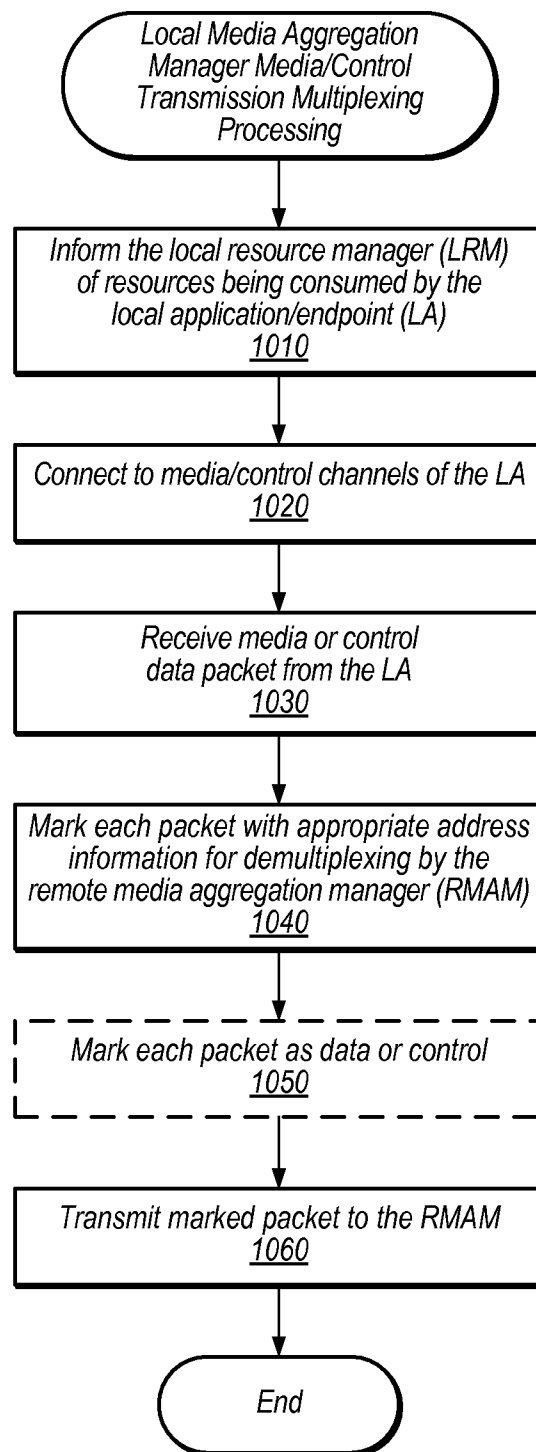 Local Media Aggregation
Manager Media/Control
Transmission Multiplexing
Processing
Inform the local resource manager (LRM)
of resources being consumed by the
local application/endpoint (LA)
1010
Connect to media/control channels of the LA
1020
Receive media or control
data packet from the LA
1030
Mark each packet with appropriate address
information for demultiplexing by the
remote media aggregation manager (RMAM)
1040
Mark each packet as data or control
1050
Transmit marked packet to the RMAM
1060
End